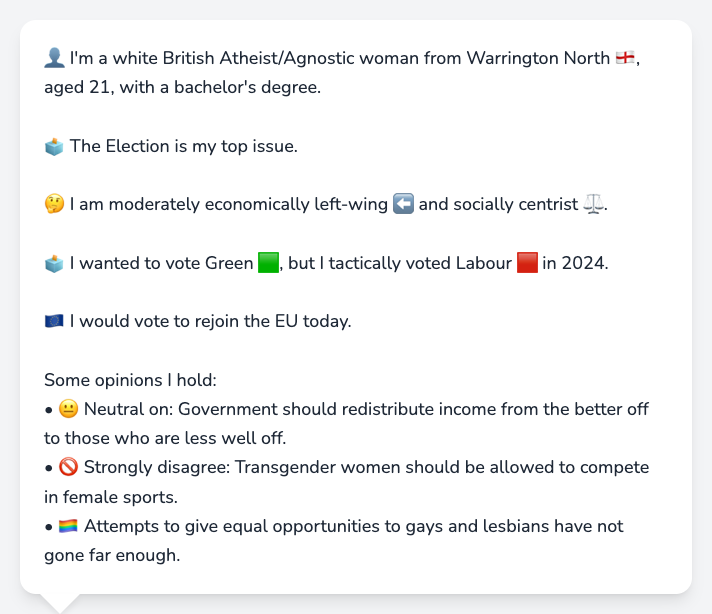 👤 I'm a white British Atheist/Agnostic woman from Warrington North 🏴󠁧󠁢󠁥󠁮󠁧󠁿,
aged 21, with a bachelor's degree.
🗳️ The Election is my top issue.
🤔 I am moderately economically left-wing ⬅️ and socially centrist ⚖️.
🗳️ I wanted to vote Green 🟩, but I tactically voted Labour 🟥 in 2024.
🇪🇺 I would vote to rejoin the EU today.
Some opinions I hold:
• 😐 Neutral on: Government should redistribute income from the better off
to those who are less well off.
• 🚫 Strongly disagree: Transgender women should be allowed to compete
in female sports.
• 🏳️‍🌈 Attempts to give equal opportunities to gays and lesbians have not
gone far enough.